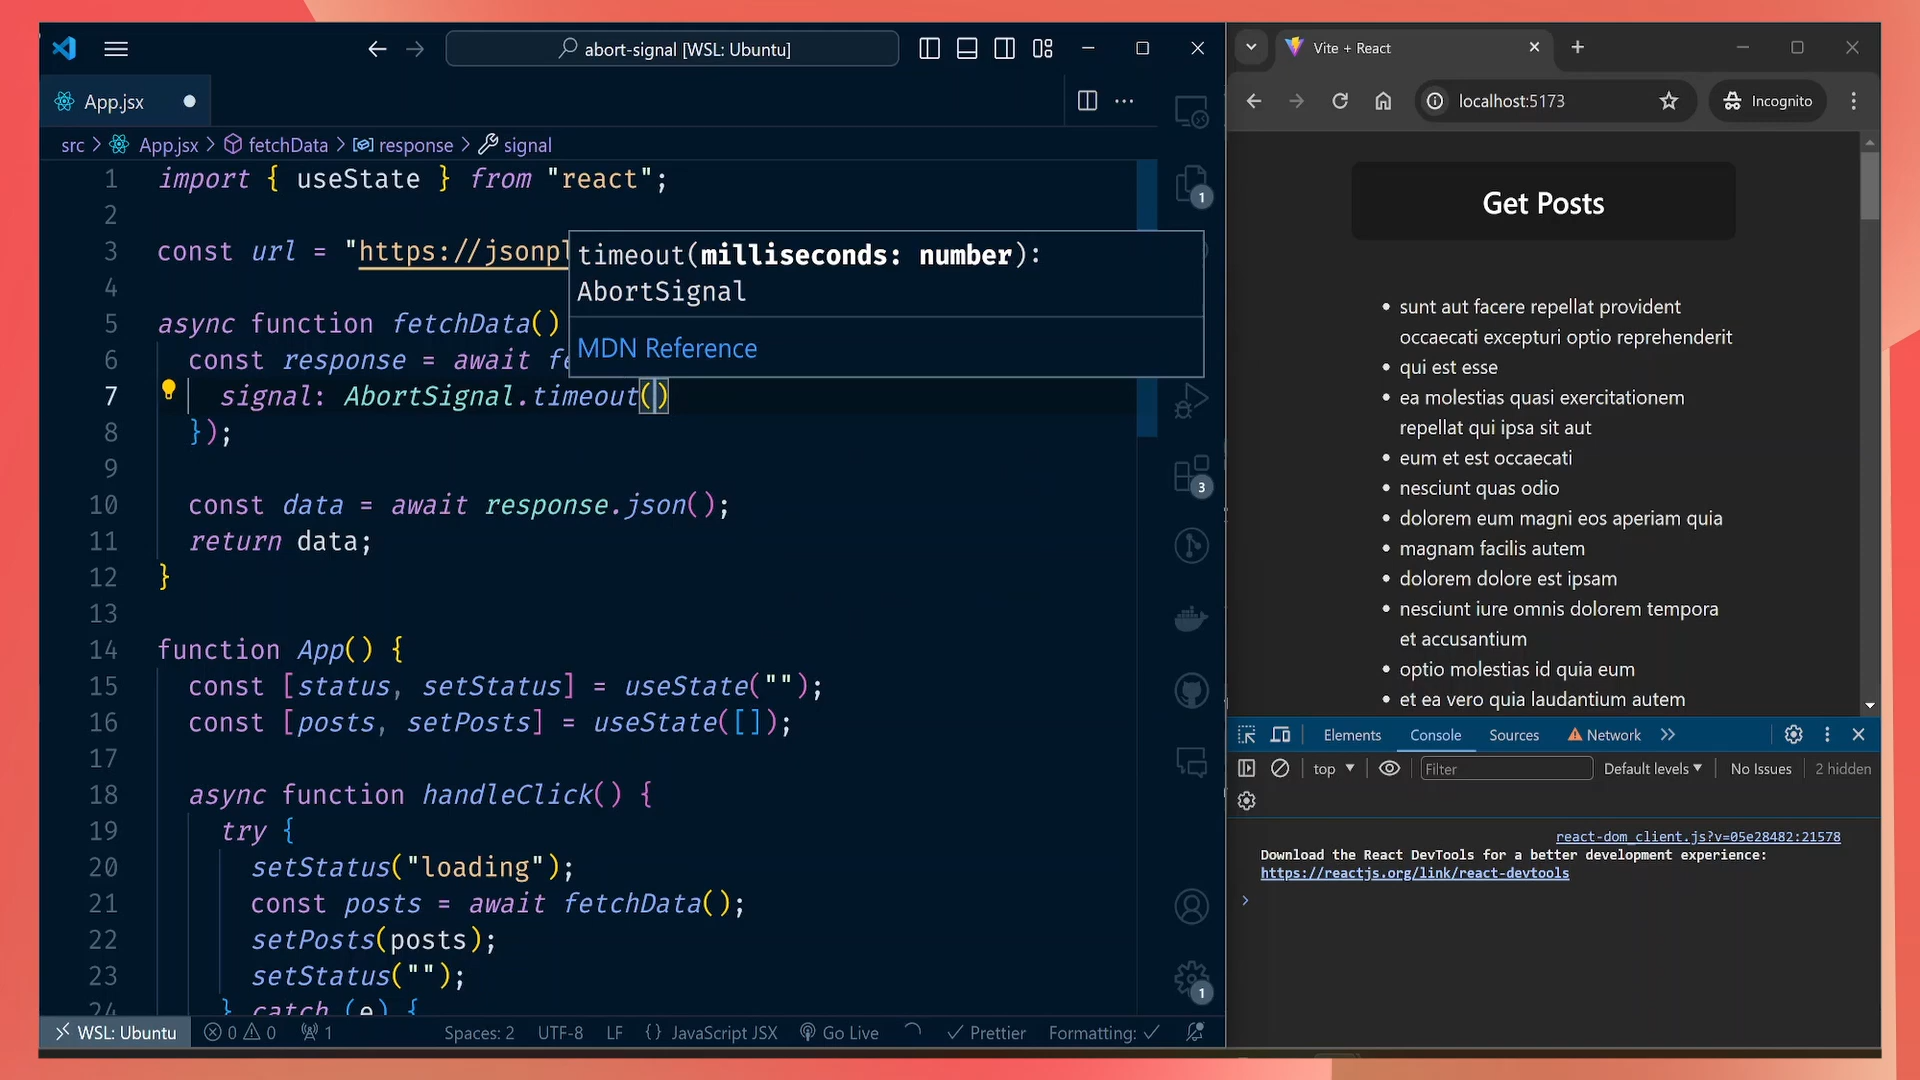 abort-signal [WSL: Ubuntu]
App.jsx
src > App.jsx > fetchData > response > signal
1 import { useState } from "react";
2
3 const url = "https://jsonpl
4
5 async function fetchData()
6 const response = await fe
7 signal: AbortSignal.timeout()
8 });
9
10 const data = await response.json();
11 return data;
12 }
13
14 function App() {
15 const [status, setStatus] = useState("");
16 const [posts, setPosts] = useState([]);
17
18 async function handleClick() {
19 try {
20 setStatus("loading");
21 const posts = await fetchData();
22 setPosts(posts);
23 setStatus("");
24 } catch (e) {
timeout(milliseconds: number):
AbortSignal
MDN Reference
1
3
1
WSL: Ubuntu 0 0 1 Spaces: 2 UTF-8 LF {} JavaScript JSX Go Live Prettier Formatting:
Vite + React
localhost:5173
Incognito
Get Posts
• sunt aut facere repellat provident
occaecati excepturi optio reprehenderit
• qui est esse
• ea molestias quasi exercitationem
repellat qui ipsa sit aut
• eum et est occaecati
• nesciunt quas odio
• dolorem eum magni eos aperiam quia
• magnam facilis autem
• dolorem dolore est ipsam
• nesciunt iure omnis dolorem tempora
et accusantium
• optio molestias id quia eum
• et ea vero quia laudantium autem
Elements Console Sources Network
top Filter Default levels No Issues 2 hidden
react-dom_client.js?v=05e28482:21578
Download the React DevTools for a better development experience:
https://reactjs.org/link/react-devtools